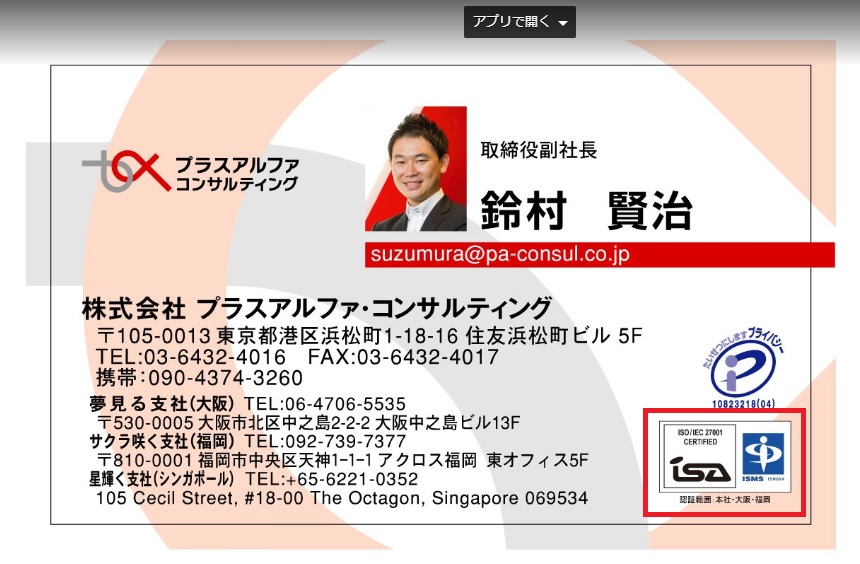 アプリで開く
プラスアルファ
コンサルティング
取締役副社長
鈴村 賢治
suzumura@pa-consul.co.jp
株式会社 プラスアルファ・コンサルティング
〒105-0013 東京都港区浜松町1-18-16 住友浜松町ビル 5F
TEL:03-6432-4016 FAX:03-6432-4017
携帯:090-4374-3260
夢見る支社(大阪) TEL:06-4706-5535
〒530-0005 大阪市北区中之島2-2-2 大阪中之島ビル13F
サクラ咲く支社(福岡) TEL:092-739-7377
〒810-0001 福岡市中央区天神1-1-1 アクロス福岡 東オフィス5F
星輝く支社(シンガポール) TEL:+65-6221-0352
105 Cecil Street, #18-00 The Octagon, Singapore 069534
たいせつにしますプライバシー
10823218(04)
ISO/IEC 27001
CERTIFIED
ISA
ISMS
認証範囲:本社・大阪・福岡